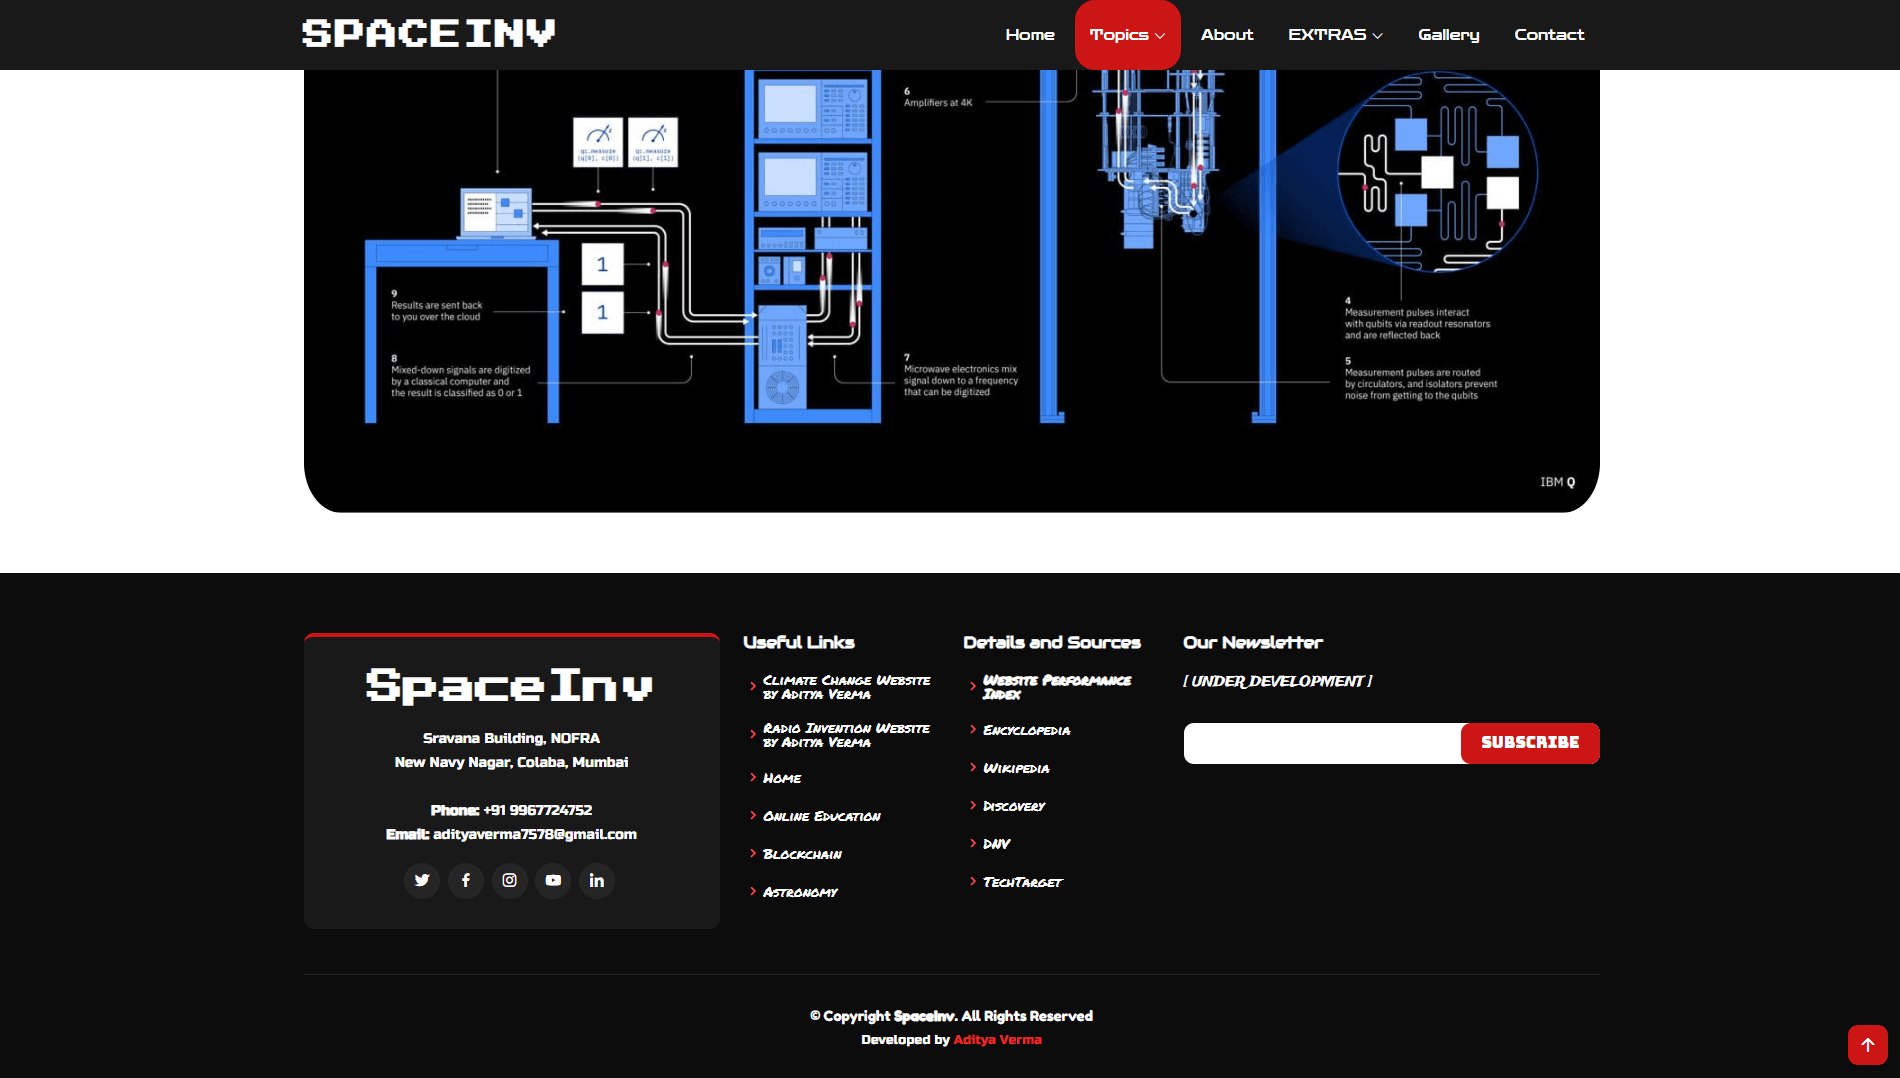 SPACEINV
Home
Topics
About
EXTRAS
Gallery
Contact
6
Amplifiers at 4K
qc.measure
(q[0], c[0])
qc.measure
(q[1], c[1])
1
1
9
Results are sent back
to you over the cloud
8
Mixed-down signals are digitized
by a classical computer and
the result is classified as 0 or 1
7
Microwave electronics mix
signal down to a frequency
that can be digitized
4
Measurement pulses interact
with qubits via readout resonators
and are reflected back
5
Measurement pulses are routed
by circulators, and isolators prevent
noise from getting to the qubits
IBM Q
SpaceInv
Sravana Building, NOFRA
New Navy Nagar, Colaba, Mumbai
Phone: +91 9967724752
Email: adityaverma7578@gmail.com
Useful Links
Climate Change Website
by Aditya Verma
Radio Invention Website
by Aditya Verma
Home
Online Education
Blockchain
Astronomy
Details and Sources
Website Performance
Index
Encyclopedia
Wikipedia
Discovery
DNV
TechTarget
Our Newsletter
[ UNDER DEVELOPMENT ]
SUBSCRIBE
© Copyright SpaceInv. All Rights Reserved
Developed by Aditya Verma